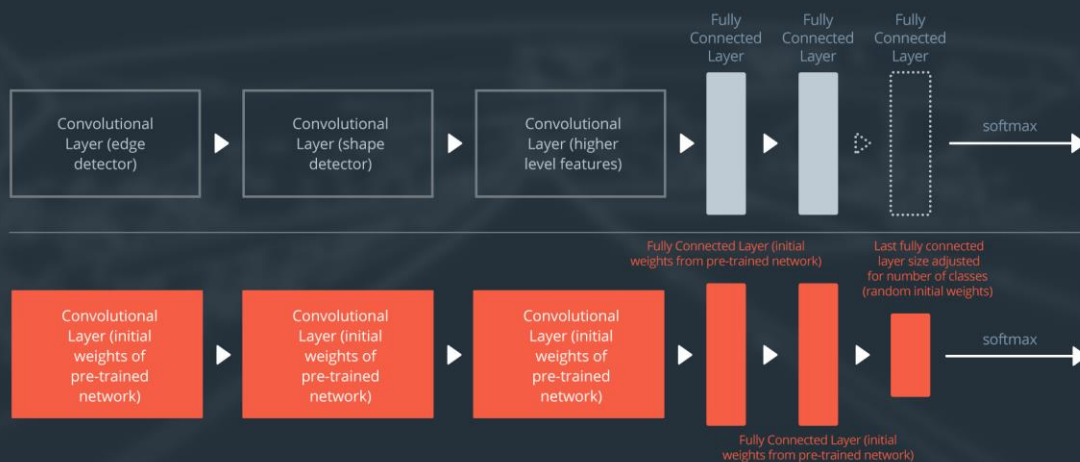 Fully
Connected
Layer
Fully
Connected
Layer
Fully
Connected
Layer
Convolutional
Layer (edge
detector)
Convolutional
Layer (shape
detector)
Convolutional
Layer (higher
level features)
softmax
Fully Connected Layer (initial
weights from pre-trained network)
Last fully connected
layer size adjusted
for number of classes
(random initial weights)
Convolutional
Layer (initial
weights of
pre-trained
network)
Convolutional
Layer (initial
weights of
pre-trained
network)
Convolutional
Layer (initial
weights of
pre-trained
network)
softmax
Fully Connected Layer (initial
weights from pre-trained network)